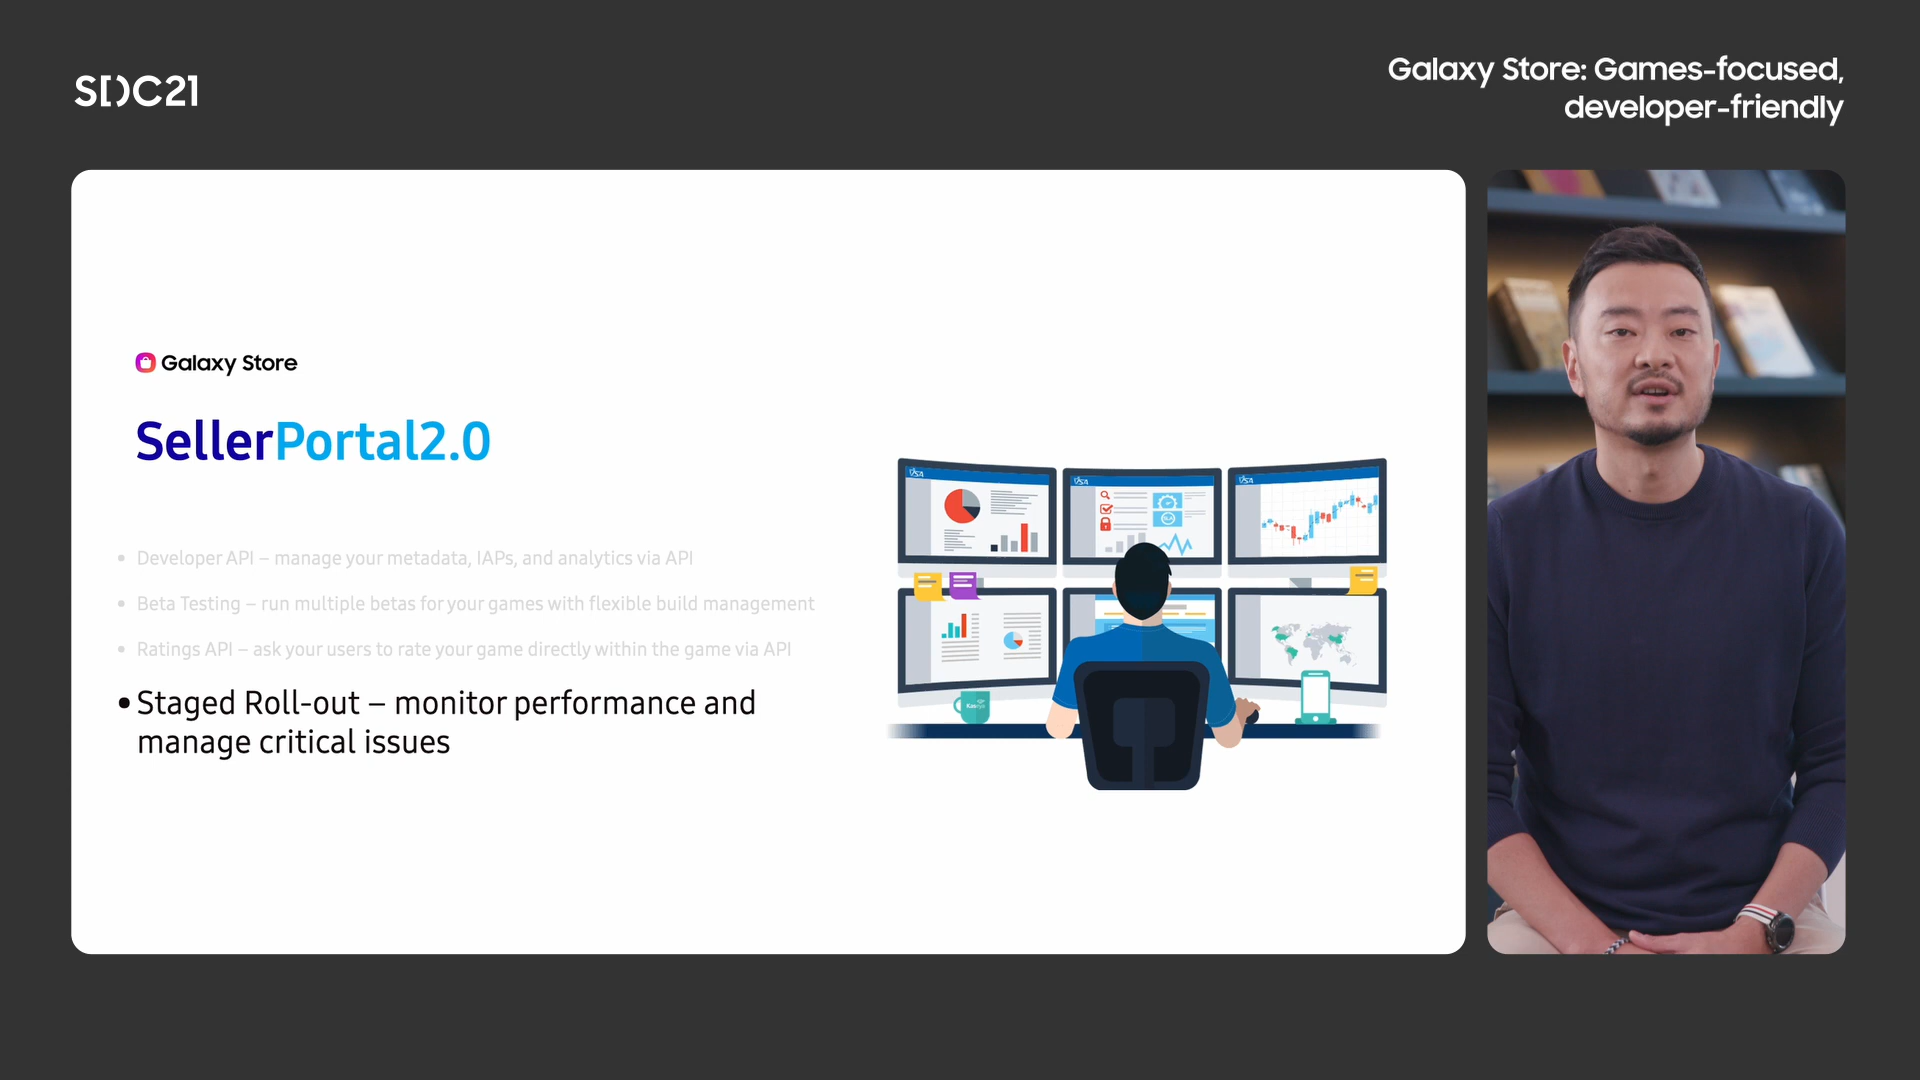 SDC21
Galaxy Store: Games-focused,
developer-friendly
Galaxy Store
SellerPortal2.0
• Developer API – manage your metadata, IAPs, and analytics via API
• Beta Testing – run multiple betas for your games with flexible build management
• Ratings API – ask your users to rate your game directly within the game via API
• Staged Roll-out – monitor performance and
manage critical issues